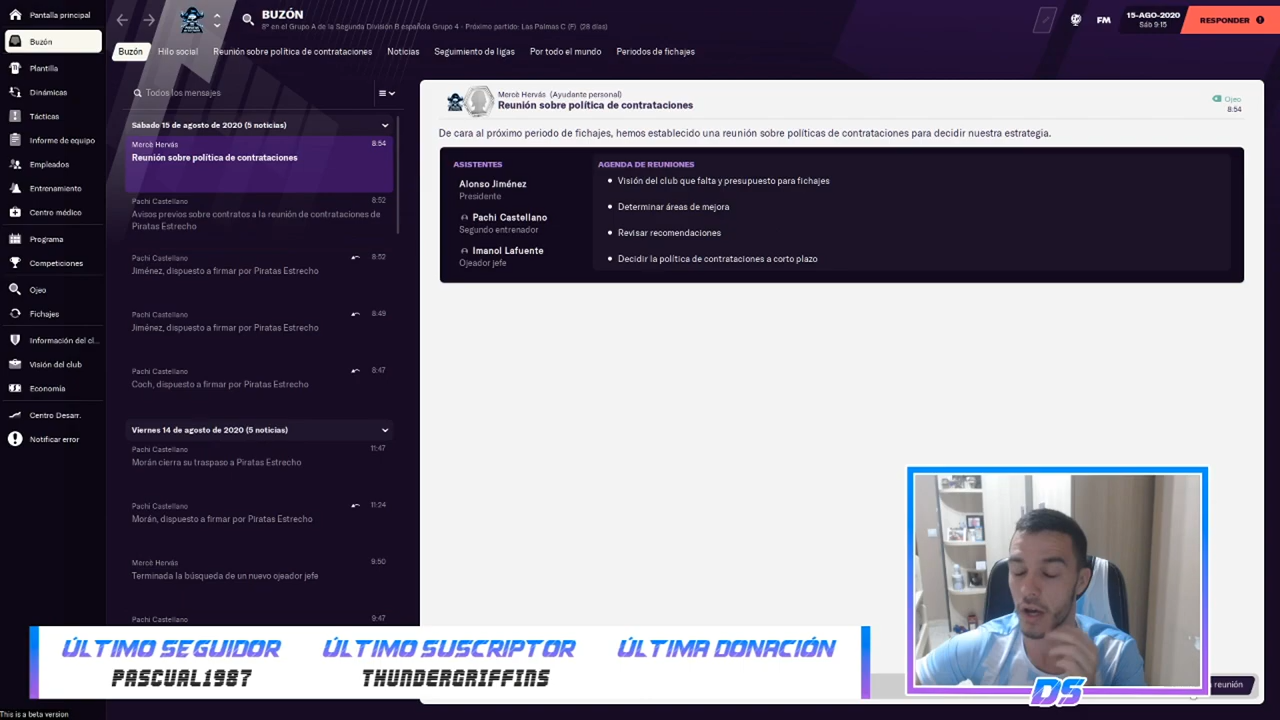 Pantalla principal
Buzón
Plantilla
Dinámicas
Tácticas
Informe de equipo
Empleados
Entrenamiento
Centro médico
Programa
Competiciones
Ojeo
Fichajes
Información del cl...
Visión del club
Economía
Centro Desarr.
Notificar error
This is a beta version
BUZÓN
8º en el Grupo A de la Segunda División B española Grupo 4 - Próximo partido: Las Palmas C (F) (28 días)
FM
15-AGO-2020
Sáb 9:15
RESPONDER
Buzón
Hilo social
Reunión sobre política de contrataciones
Noticias
Seguimiento de ligas
Por todo el mundo
Periodos de fichajes
Todos los mensajes
Sábado 15 de agosto de 2020 (5 noticias)
Mercè Hervás 8:54
Reunión sobre política de contrataciones
Pachi Castellano 8:52
Avisos previos sobre contratos a la reunión de contrataciones de
Piratas Estrecho
Pachi Castellano 8:52
Jiménez, dispuesto a firmar por Piratas Estrecho
Pachi Castellano 8:49
Jiménez, dispuesto a firmar por Piratas Estrecho
Pachi Castellano 8:47
Coch, dispuesto a firmar por Piratas Estrecho
Viernes 14 de agosto de 2020 (5 noticias)
Pachi Castellano 11:47
Morán cierra su traspaso a Piratas Estrecho
Pachi Castellano 11:24
Morán, dispuesto a firmar por Piratas Estrecho
Mercè Hervás 9:50
Terminada la búsqueda de un nuevo ojeador jefe
Pachi Castellano 9:47
Mercè Hervás (Ayudante personal)
Reunión sobre política de contrataciones
Ojeo
8:54
De cara al próximo periodo de fichajes, hemos establecido una reunión sobre políticas de contrataciones para decidir nuestra estrategia.
ASISTENTES
Alonso Jiménez
Presidente
Pachi Castellano
Segundo entrenador
Imanol Lafuente
Ojeador jefe
AGENDA DE REUNIONES
Visión del club que falta y presupuesto para fichajes
Determinar áreas de mejora
Revisar recomendaciones
Decidir la política de contrataciones a corto plazo
ÚLTIMO SEGUIDOR
PASCUAL1987
ÚLTIMO SUSCRIPTOR
THUNDERGRIFFINS
ÚLTIMA DONACIÓN
DS
reunión